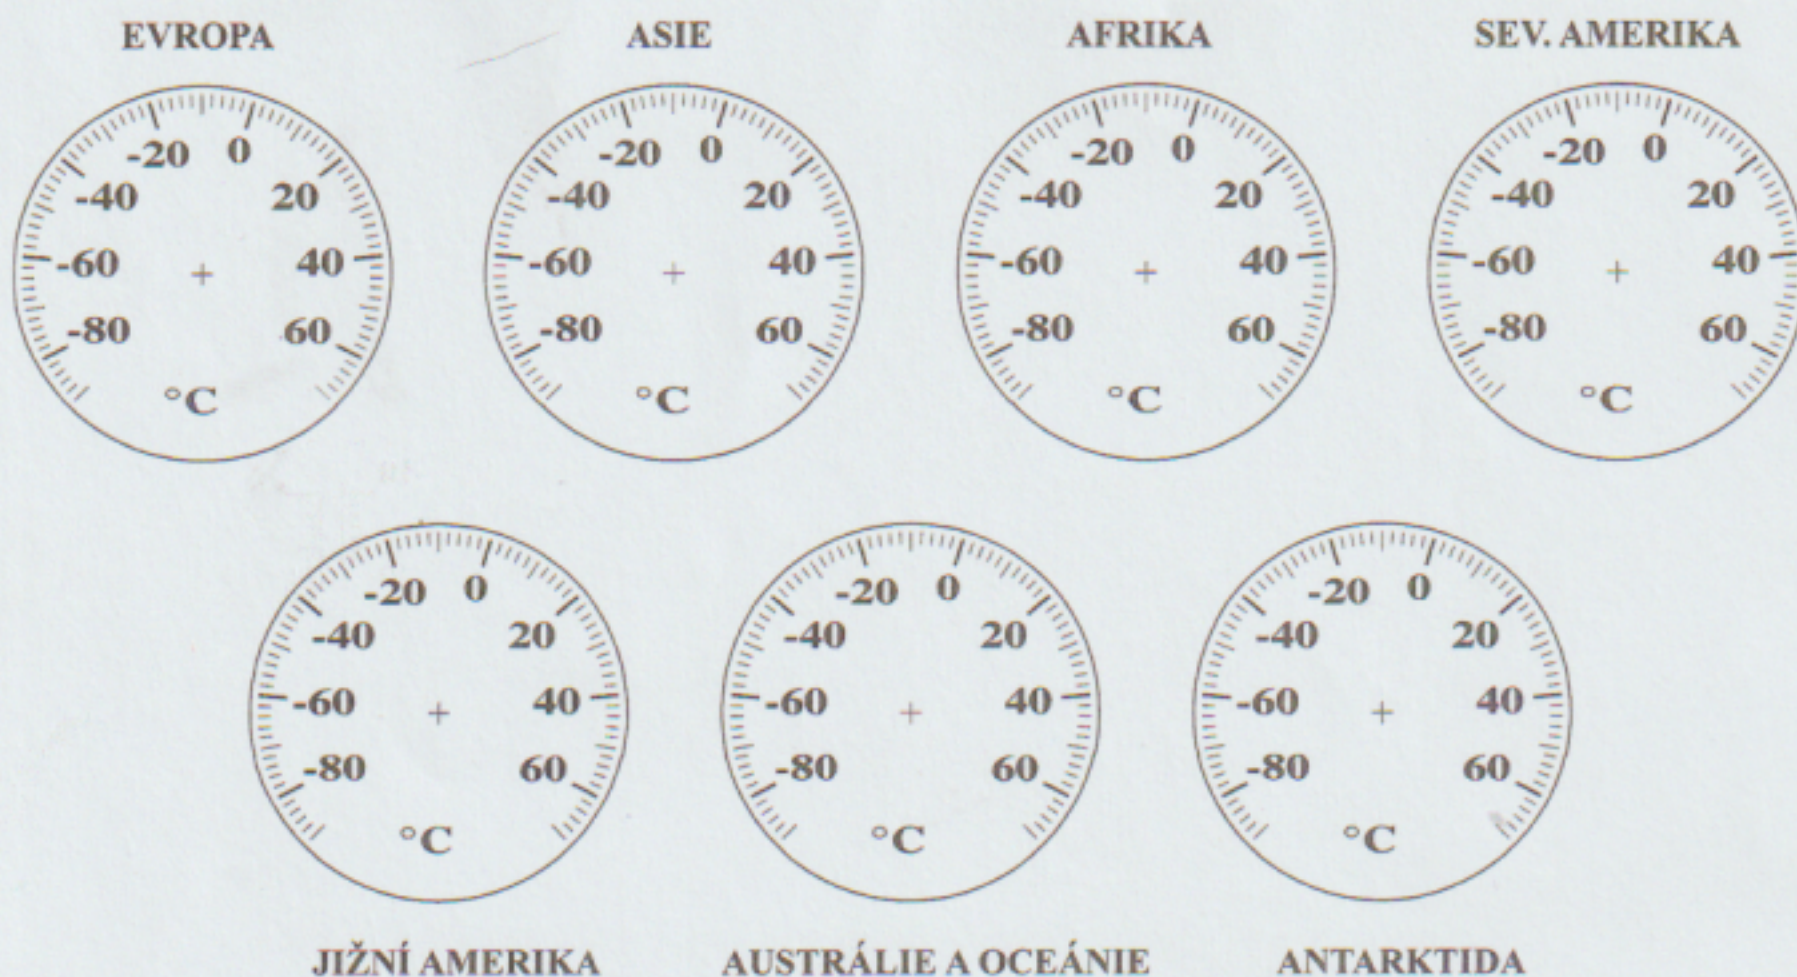 EVROPA ASIE AFRIKA SEV. AMERIKA
-20 0 -20 0 -20 0 -20 0
-40 20 -40 20 -40 20 -40 20
-60 40 -60 40 -60 40 -60 40
-80 60 -80 60 -80 60 -80 60
°C °C °C °C
-20 0 -20 0 -20 0
-40 20 -40 20 -40 20
-60 40 -60 40 -60 40
-80 60 -80 60 -80 60
°C °C °C
JIŽNÍ AMERIKA AUSTRÁLIE A OCEÁNIE ANTARKTIDA